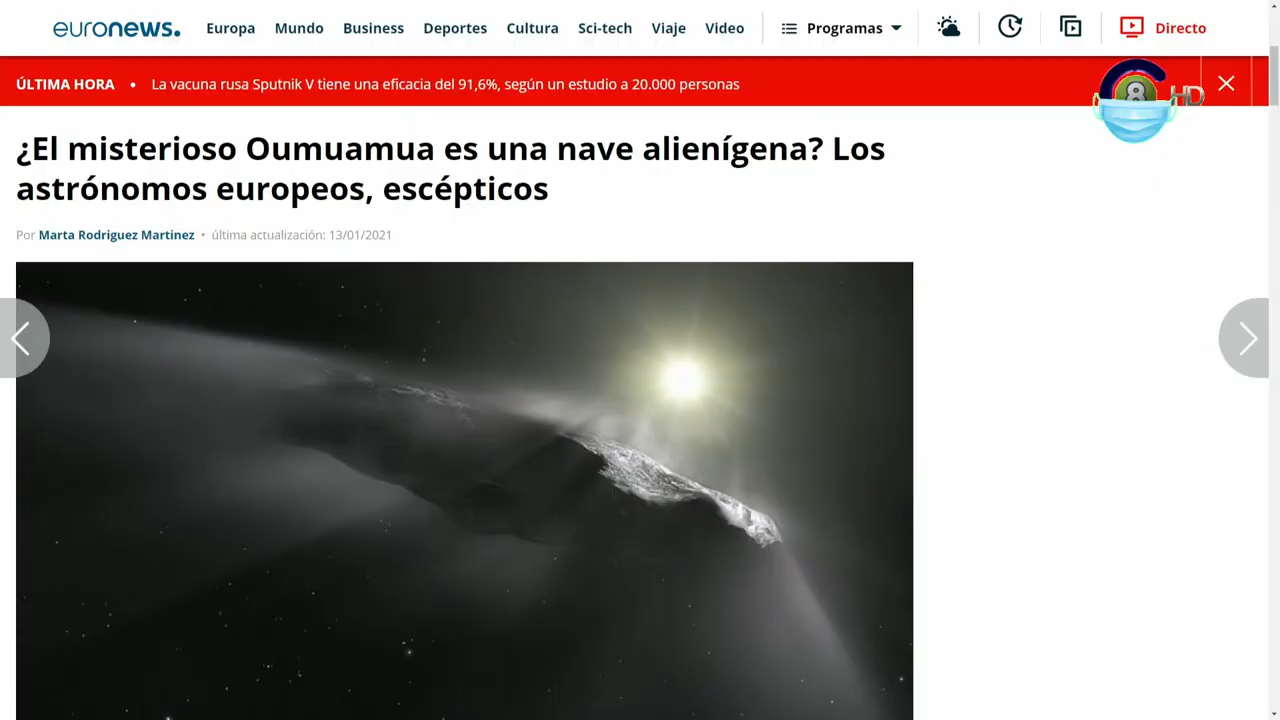 euronews.
Europa Mundo Business Deportes Cultura Sci-tech Viaje Video Programas Directo
ÚLTIMA HORA • La vacuna rusa Sputnik V tiene una eficacia del 91,6%, según un estudio a 20.000 personas
8 HD
¿El misterioso Oumuamua es una nave alienígena? Los
astrónomos europeos, escépticos
Por Marta Rodriguez Martinez • última actualización: 13/01/2021